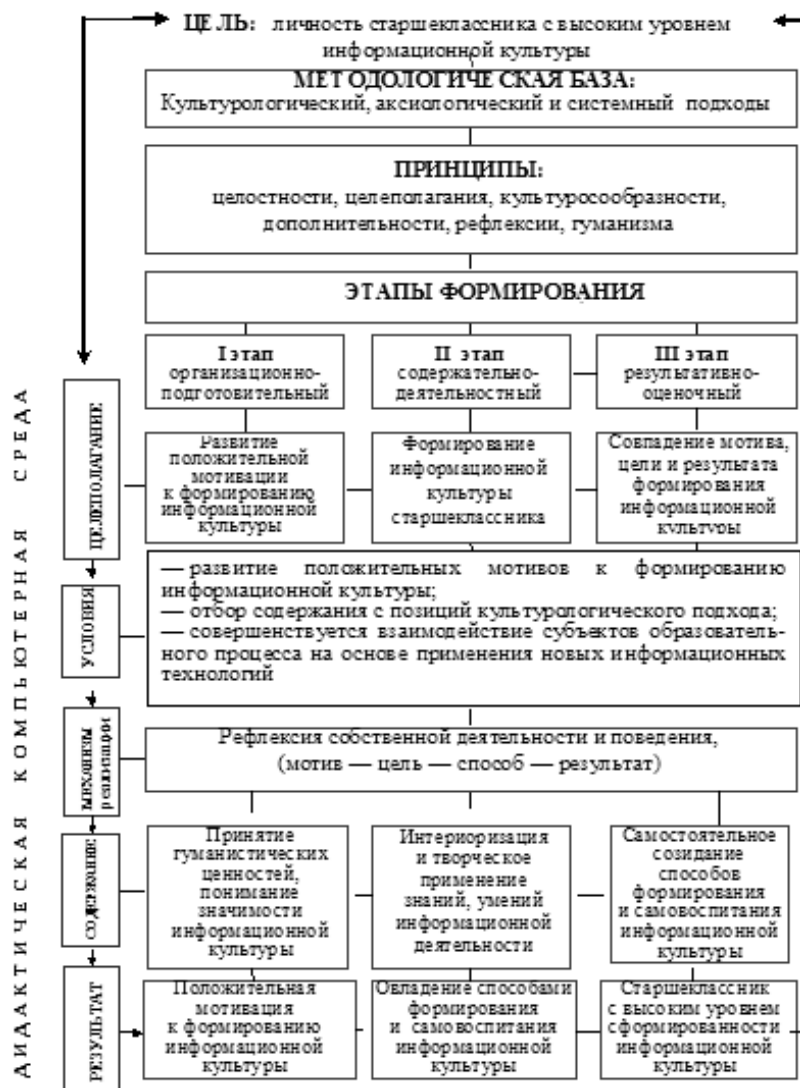 ЦЕЛЬ: личность старшеклассника с высоким уровнем
информационной культуры
МЕТОДОЛОГИЧЕСКАЯ БАЗА:
Культурологический, аксиологический и системный подходы
ПРИНЦИПЫ:
целостности, целеполагания, культуросообразности,
дополнительности, рефлексии, гуманизма
ЭТАПЫ ФОРМИРОВАНИЯ
I этап
организационно-
подготовительный
II этап
содержательно-
деятельностный
III этап
результативно-
оценочный
ЦЕЛЕПОЛАГАНИЕ
Развитие
положительной
мотивации
к формированию
информационной
культуры
Формирование
информационной
культуры
старшеклассника
Совпадение мотива,
цели и результата
формирования
информационной
культуры
УСЛОВИЯ
— развитие положительных мотивов к формированию
информационной культуры;
— отбор содержания с позиций культурологического подхода;
— совершенствуется взаимодействие субъектов образователь-
ного процесса на основе применения новых информационных
технологий
механизмы
реализации
Рефлексия собственной деятельности и поведения,
(мотив — цель — способ — результат)
СОДЕРЖАНИЕ
Принятие
гуманистических
ценностей,
понимание
значимости
информационной
культуры
Интериоризация
и творческое
применение
знаний, умений
информационной
деятельности
Самостоятельное
созидание
способов
формирования
и самовоспитания
информационной
культуры
РЕЗУЛЬТАТ
Положительная
мотивация
к формированию
информационной
культуры
Овладение способами
формирования
и самовоспитания
информационной
культуры
Старшеклассник
с высоким уровнем
сформированности
информационной
культуры
ДИДАКТИЧЕСКАЯ КОМПЬЮТЕРНАЯ СРЕДА